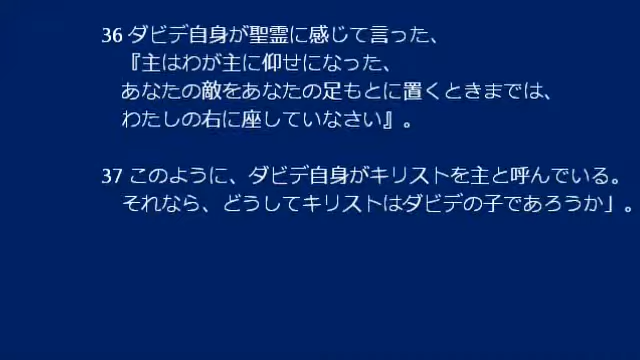 36 ダビデ自身が聖霊に感じて言った、
『主はわが主に仰せになった、
あなたの敵をあなたの足もとに置くときまでは、
わたしの右に座していなさい』。
37 このように、ダビデ自身がキリストを主と呼んでいる。
それなら、どうしてキリストはダビデの子であろうか」。